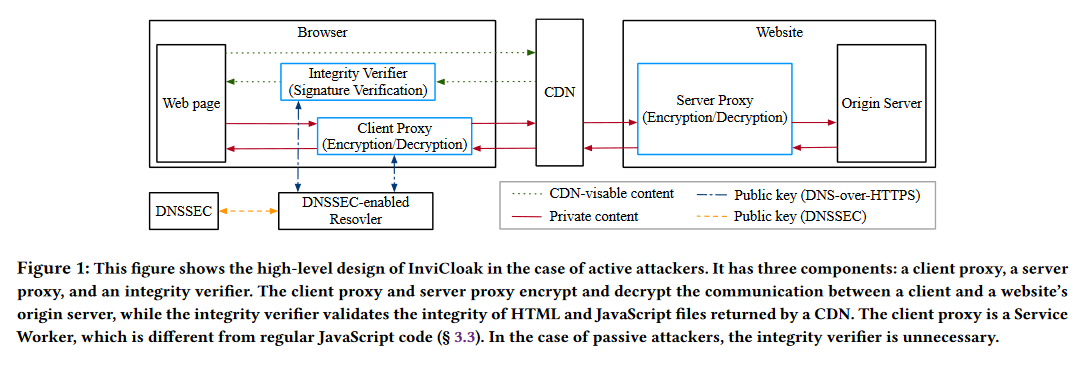 Browser
Website
Web page
Integrity Verifier
(Signature Verification)
Client Proxy
(Encryption/Decryption)
CDN
Server Proxy
(Encryption/Decryption)
Origin Server
DNSSEC
DNSSEC-enabled
Resovler
CDN-visable content
Private content
Public key (DNS-over-HTTPS)
Public key (DNSSEC)
Figure 1: This figure shows the high-level design of InviCloak in the case of active attackers. It has three components: a client proxy, a server
proxy, and an integrity verifier. The client proxy and server proxy encrypt and decrypt the communication between a client and a website's
origin server, while the integrity verifier validates the integrity of HTML and JavaScript files returned by a CDN. The client proxy is a Service
Worker, which is different from regular JavaScript code (§ 3.3). In the case of passive attackers, the integrity verifier is unnecessary.